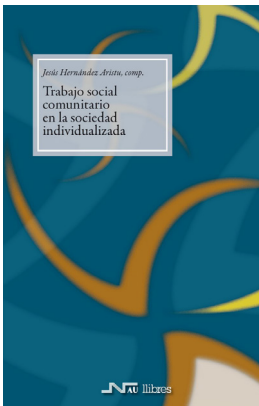 Jesús Hernández Aristu, comp.
Trabajo social
comunitario
en la sociedad
individualizada
NAU llibres